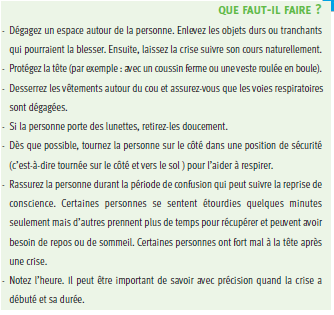 QUE FAUT-IL FAIRE ?
- Dégagez un espace autour de la personne. Enlevez les objets durs ou tranchants
qui pourraient la blesser. Ensuite, laissez la crise suivre son cours naturellement.
- Protégez la tête (par exemple : avec un coussin ferme ou une veste roulée en boule).
- Desserrez les vêtements autour du cou et assurez-vous que les voies respiratoires
sont dégagées.
- Si la personne porte des lunettes, retirez-les doucement.
- Dès que possible, tournez la personne sur le côté dans une position de sécurité
(c'est-à-dire tournée sur le côté et vers le sol ) pour l'aider à respirer.
- Rassurez la personne durant la période de confusion qui peut suivre la reprise de
conscience. Certaines personnes se sentent étourdies quelques minutes
seulement mais d'autres prennent plus de temps pour récupérer et peuvent avoir
besoin de repos ou de sommeil. Certaines personnes ont fort mal à la tête après
une crise.
- Notez l'heure. Il peut être important de savoir avec précision quand la crise a
débuté et sa durée.